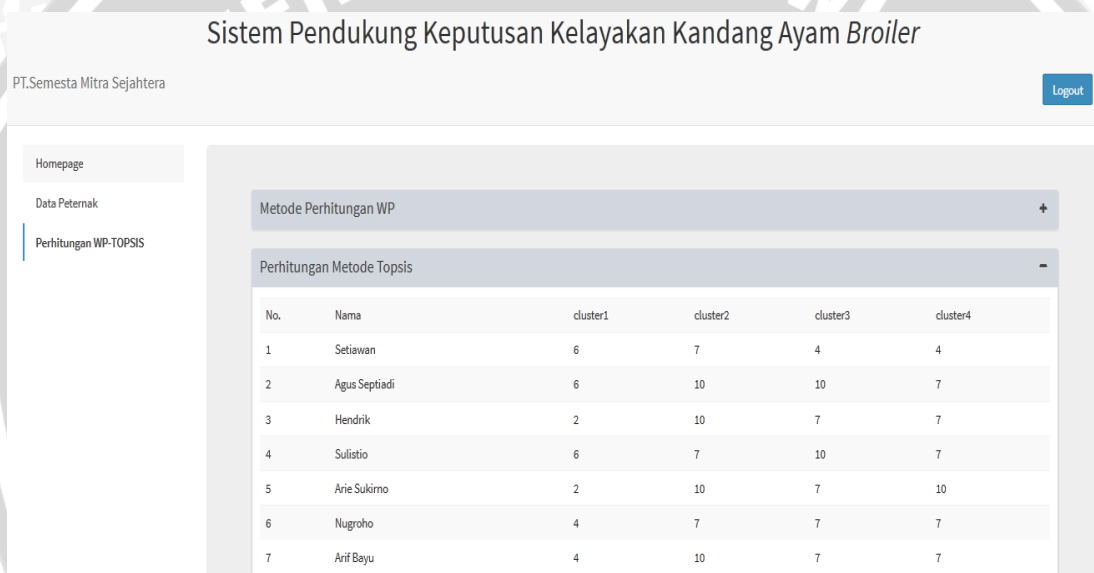 Sistem Pendukung Keputusan Kelayakan Kandang Ayam Broiler
PT.Semesta Mitra Sejahtera
Logout
Homepage
Data Peternak
Perhitungan WP-TOPSIS
Metode Perhitungan WP +
Perhitungan Metode Topsis -
No. Nama cluster1 cluster2 cluster3 cluster4
1 Setiawan 6 7 4 4
2 Agus Septiadi 6 10 10 7
3 Hendrik 2 10 7 7
4 Sulistio 6 7 10 7
5 Arie Sukirno 2 10 7 10
6 Nugroho 4 7 7 7
7 Arif Bayu 4 10 7 7